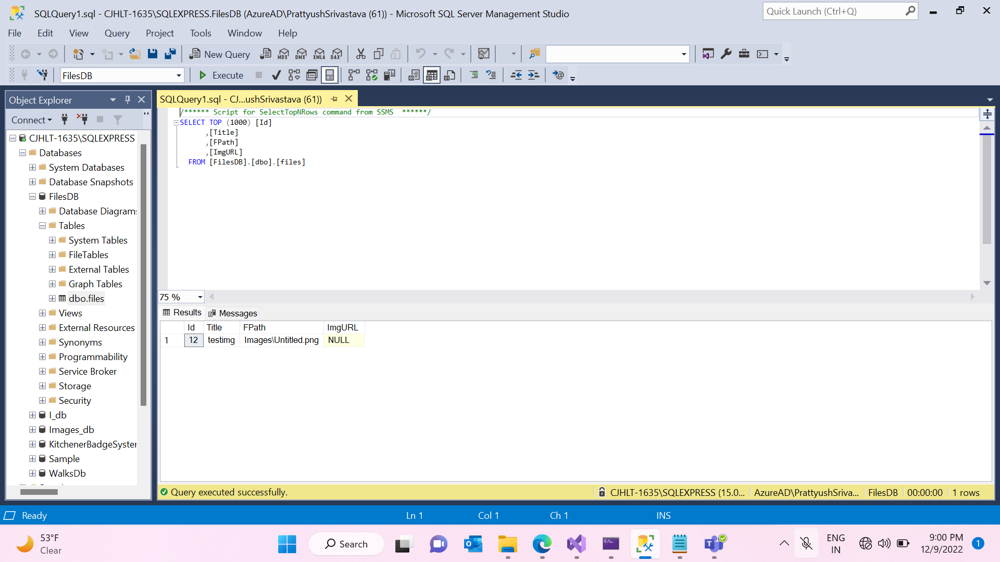 SQLQuery1.sql - CJHLT-1635\SQLEXPRESS.FilesDB (AzureAD\PrattyushSrivastava (61)) - Microsoft SQL Server Management Studio
Quick Launch (Ctrl+Q)
File Edit View Query Project Tools Window Help
New Query MDX DMX XMLA DAX
FilesDB Execute
Object Explorer
SQLQuery1.sql - CJ...ushSrivastava (61))
Connect
CJHLT-1635\SQLEXPRESS
Databases
System Databases
Database Snapshots
FilesDB
Database Diagrams
Tables
System Tables
FileTables
External Tables
Graph Tables
dbo.files
Views
External Resources
Synonyms
Programmability
Service Broker
Storage
Security
I_db
Images_db
KitchenerBadgeSyster
Sample
WalksDb
/****** Script for SelectTopNRows command from SSMS ******/
SELECT TOP (1000) [Id]
,[Title]
,[FPath]
,[ImgURL]
FROM [FilesDB].[dbo].[files]
75 %
Results Messages
Id Title FPath ImgURL
1 12 testimg Images\Untitled.png NULL
Query executed successfully. CJHLT-1635\SQLEXPRESS (15.0... AzureAD\PrattyushSriva... FilesDB 00:00:00 1 rows
Ready Ln 1 Col 1 Ch 1 INS
53°F
Clear
Search
ENG
IN
9:00 PM
12/9/2022
1